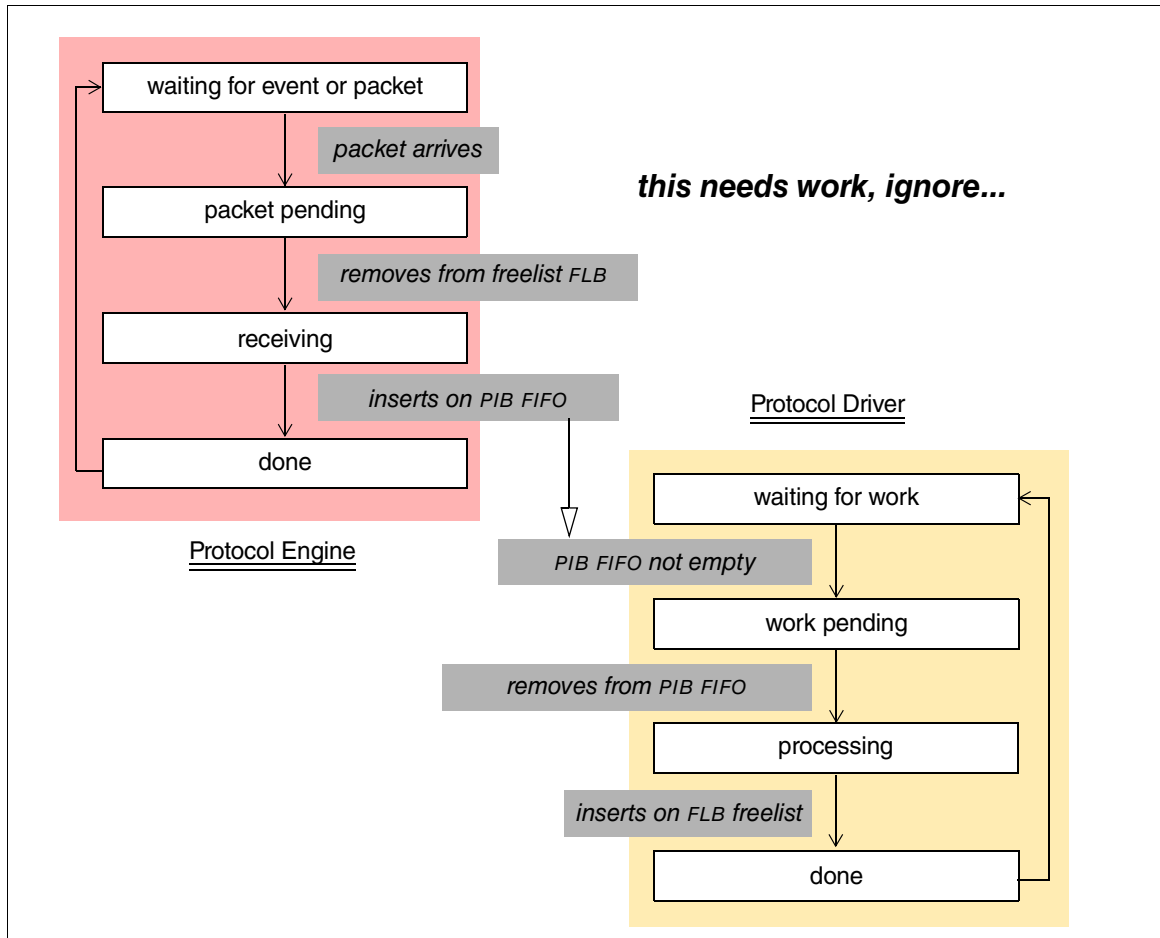 waiting for event or packet
packet arrives
this needs work, ignore...
packet pending
removes from freelist FLB
receiving
inserts on PIB FIFO
done
Protocol Engine
Protocol Driver
waiting for work
PIB FIFO not empty
work pending
removes from PIB FIFO
processing
inserts on FLB freelist
done